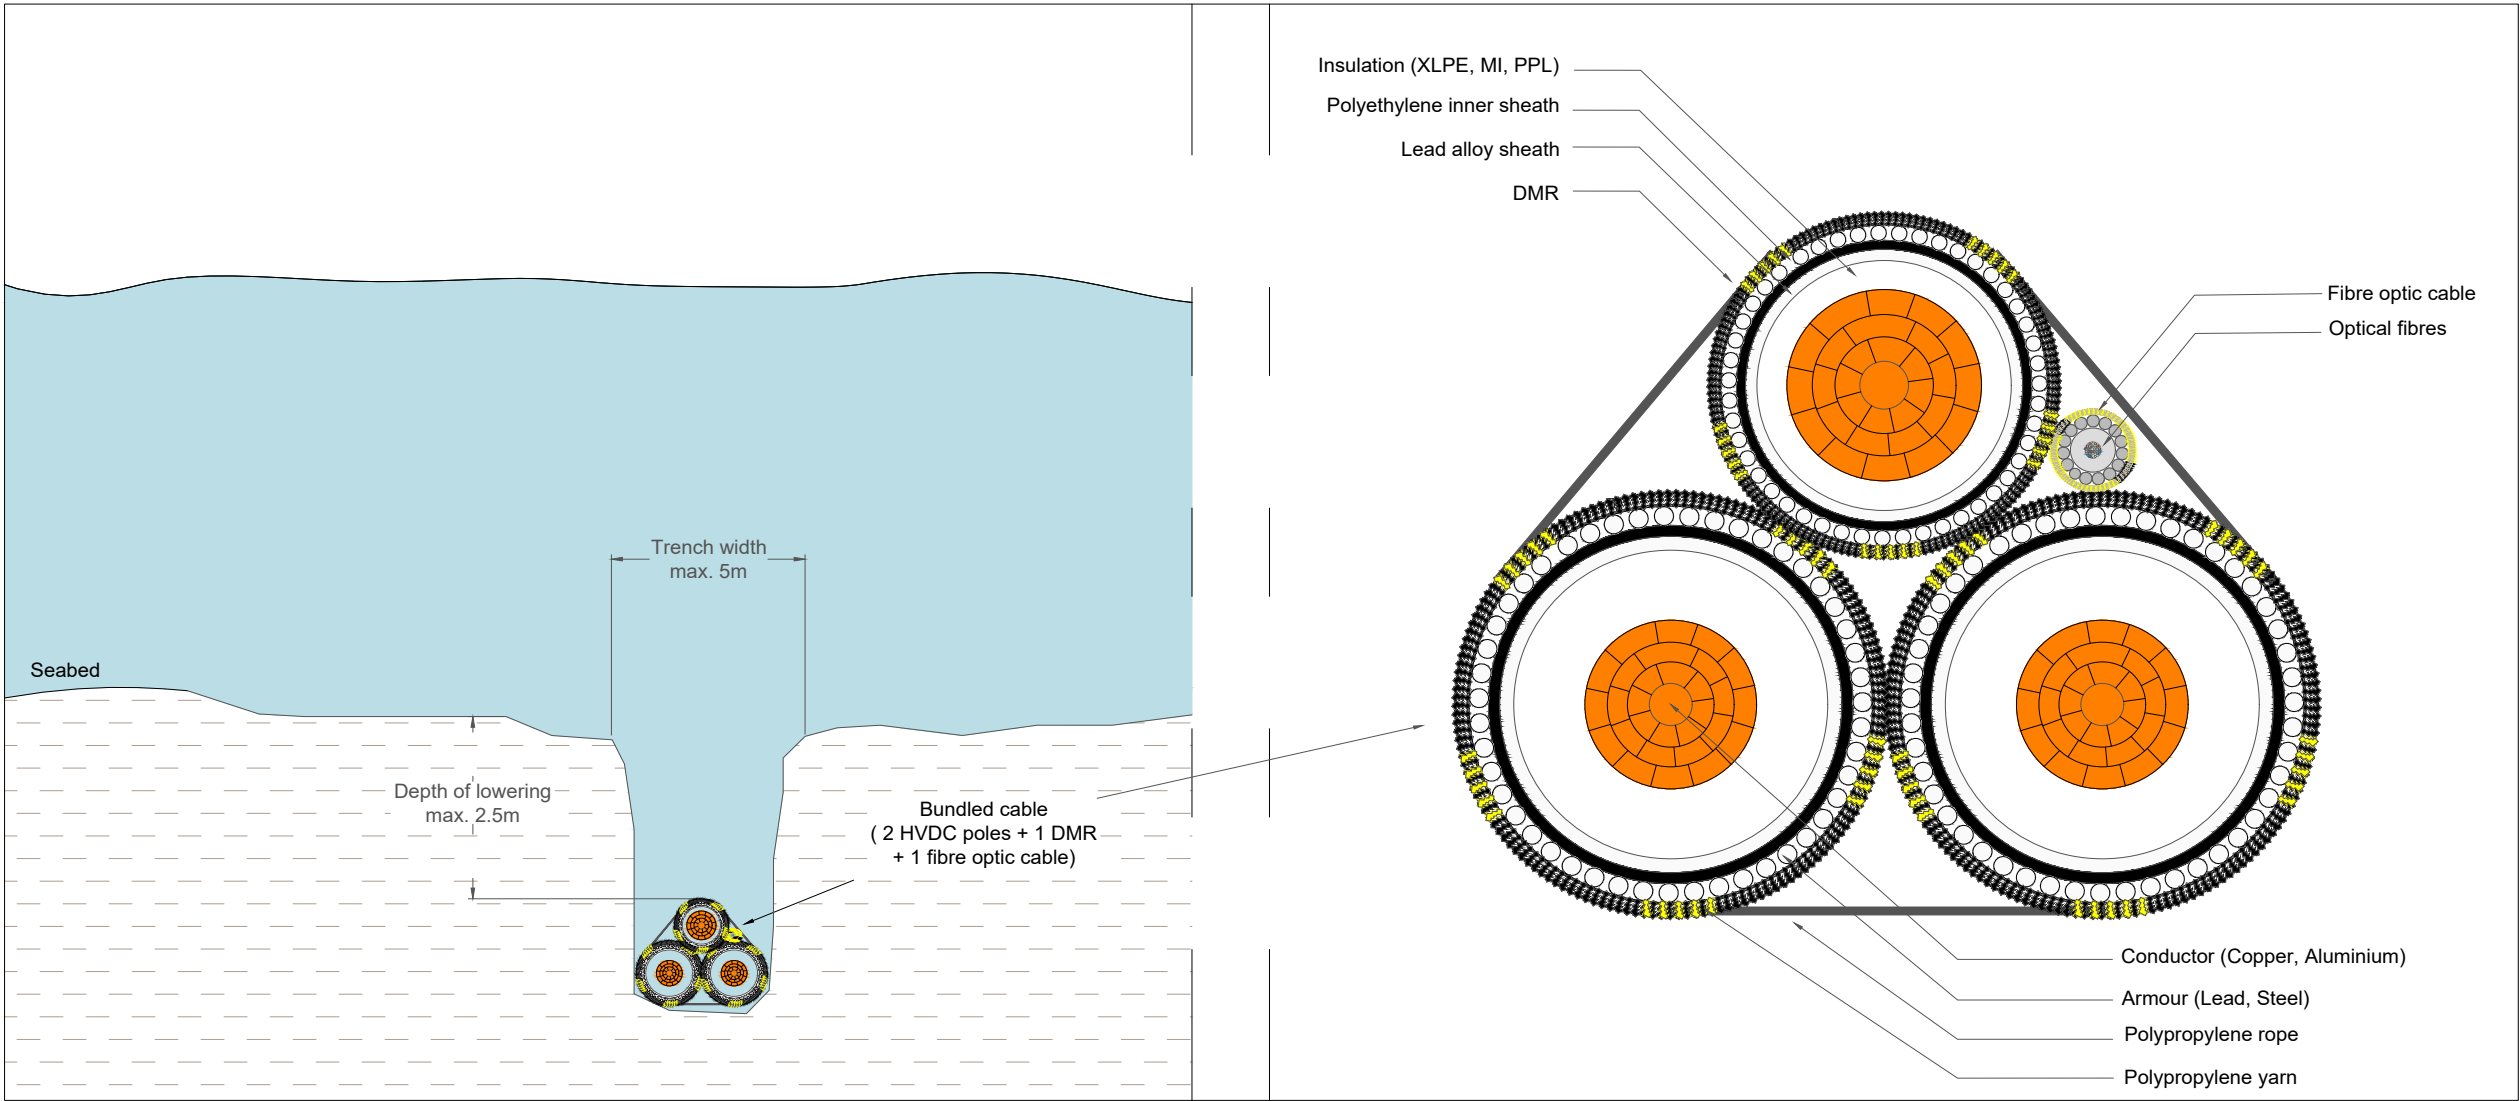 Trench width
max. 5m
Seabed
Depth of lowering
max. 2.5m
Bundled cable
( 2 HVDC poles + 1 DMR
+ 1 fibre optic cable)
Insulation (XLPE, MI, PPL)
Polyethylene inner sheath
Lead alloy sheath
DMR
Fibre optic cable
Optical fibres
Conductor (Copper, Aluminium)
Armour (Lead, Steel)
Polypropylene rope
Polypropylene yarn